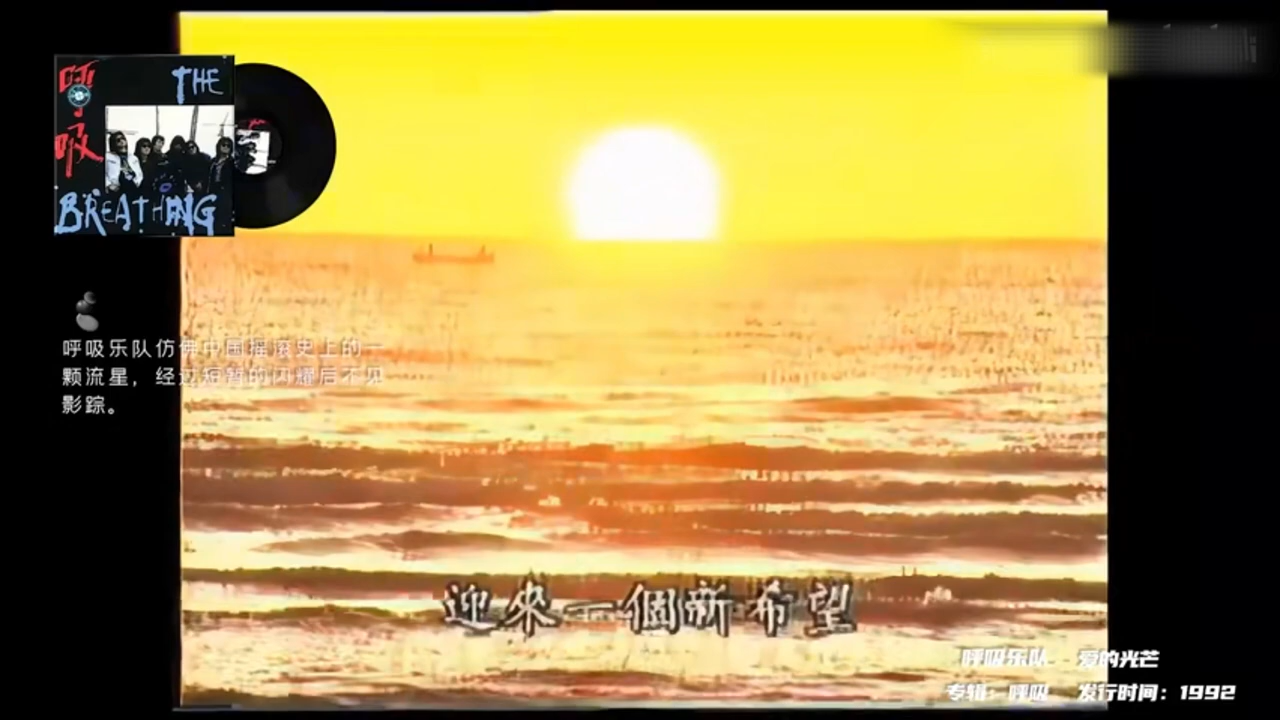 呼吸
THE
BREATHING
呼吸乐队仿佛中国摇滚史上的一
颗流星，经过短暂的闪耀后不见
影踪。
迎來一個新希望
呼吸乐队 爱的光芒
专辑：呼吸 发行时间：1992